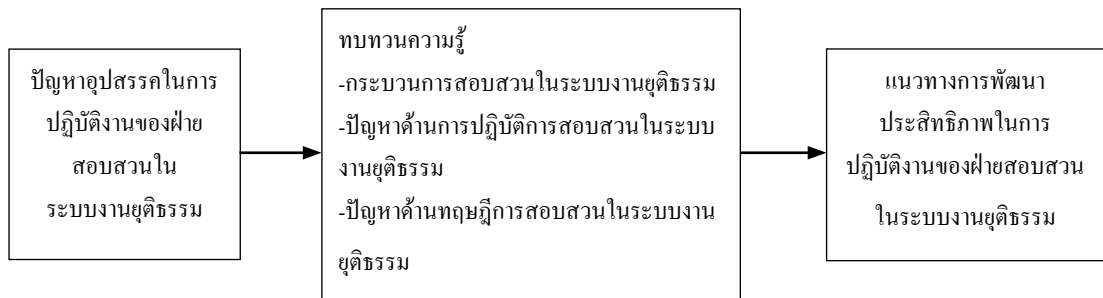 ปัญหาอุปสรรคในการ
ปฏิบัติงานของฝ่าย
สอบสวนใน
ระบบงานยุติธรรม
ทบทวนความรู้
-กระบวนการสอบสวนในระบบงานยุติธรรม
-ปัญหาด้านการปฏิบัติการสอบสวนในระบบ
งานยุติธรรม
-ปัญหาด้านทฤษฎีการสอบสวนในระบบงาน
ยุติธรรม
แนวทางการพัฒนา
ประสิทธิภาพในการ
ปฏิบัติงานของฝ่ายสอบสวน
ในระบบงานยุติธรรม